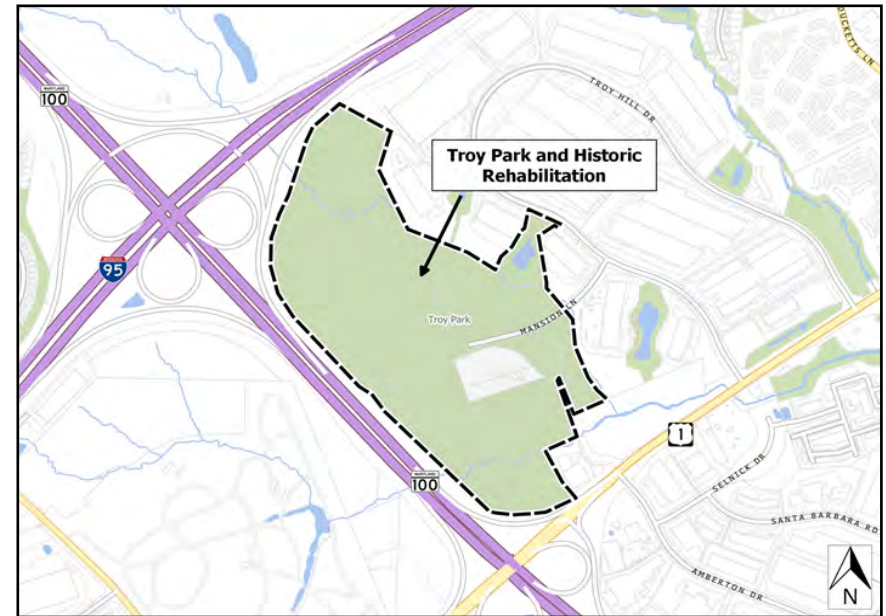 DUCKETTS LN
MARYLAND
100
TROY HILL DR
Troy Park and Historic
Rehabilitation
95
Troy Park
MANSION LN
1
MARYLAND
100
SELNICK DR
SANTA BARBARA RD
AMBERTON DR
N